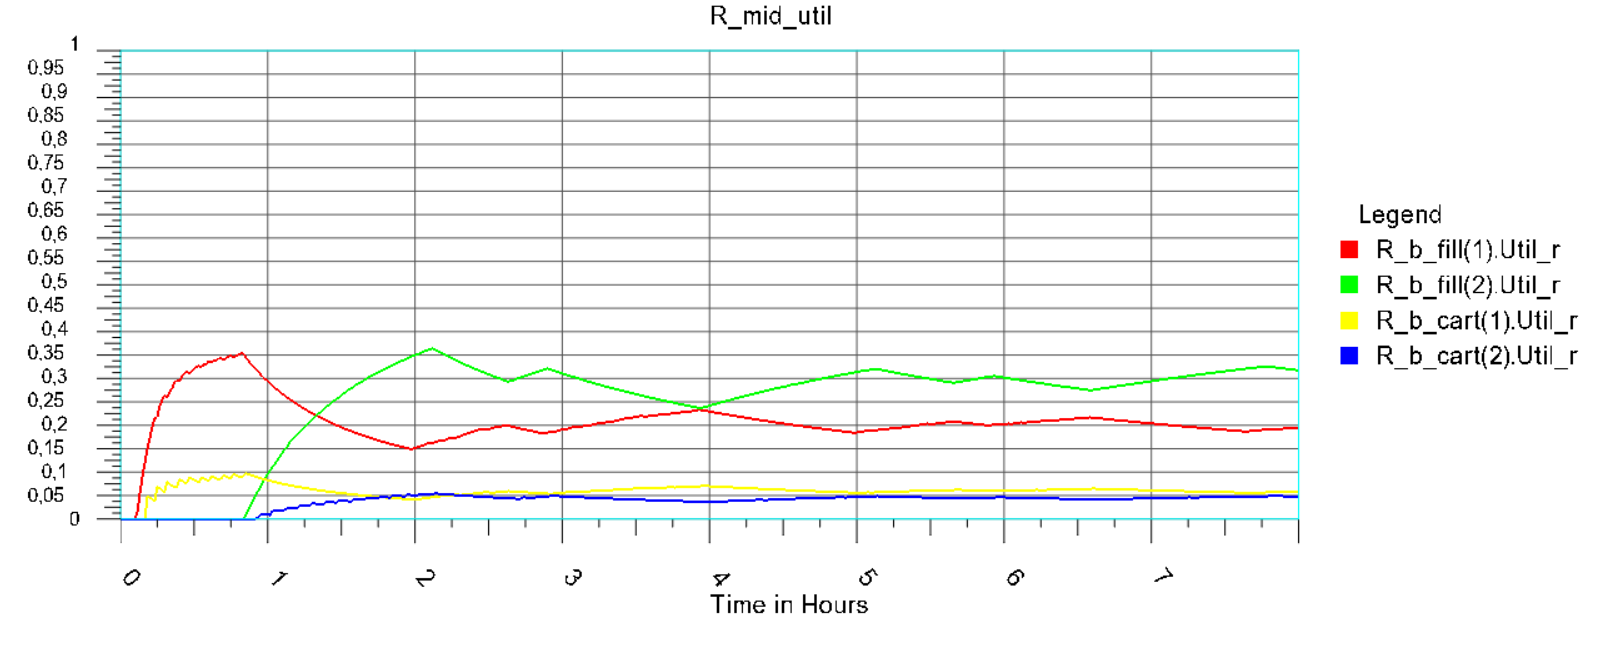 R_mid_util
1
0,95
0,9
0,85
0,8
0,75
0,7
0,65
0,6
0,55
0,5
0,45
0,4
0,35
0,3
0,25
0,2
0,15
0,1
0,05
0
0 1 2 3 4 5 6 7
Time in Hours
Legend
R_b_fill(1).Util_r
R_b_fill(2).Util_r
R_b_cart(1).Util_r
R_b_cart(2).Util_r